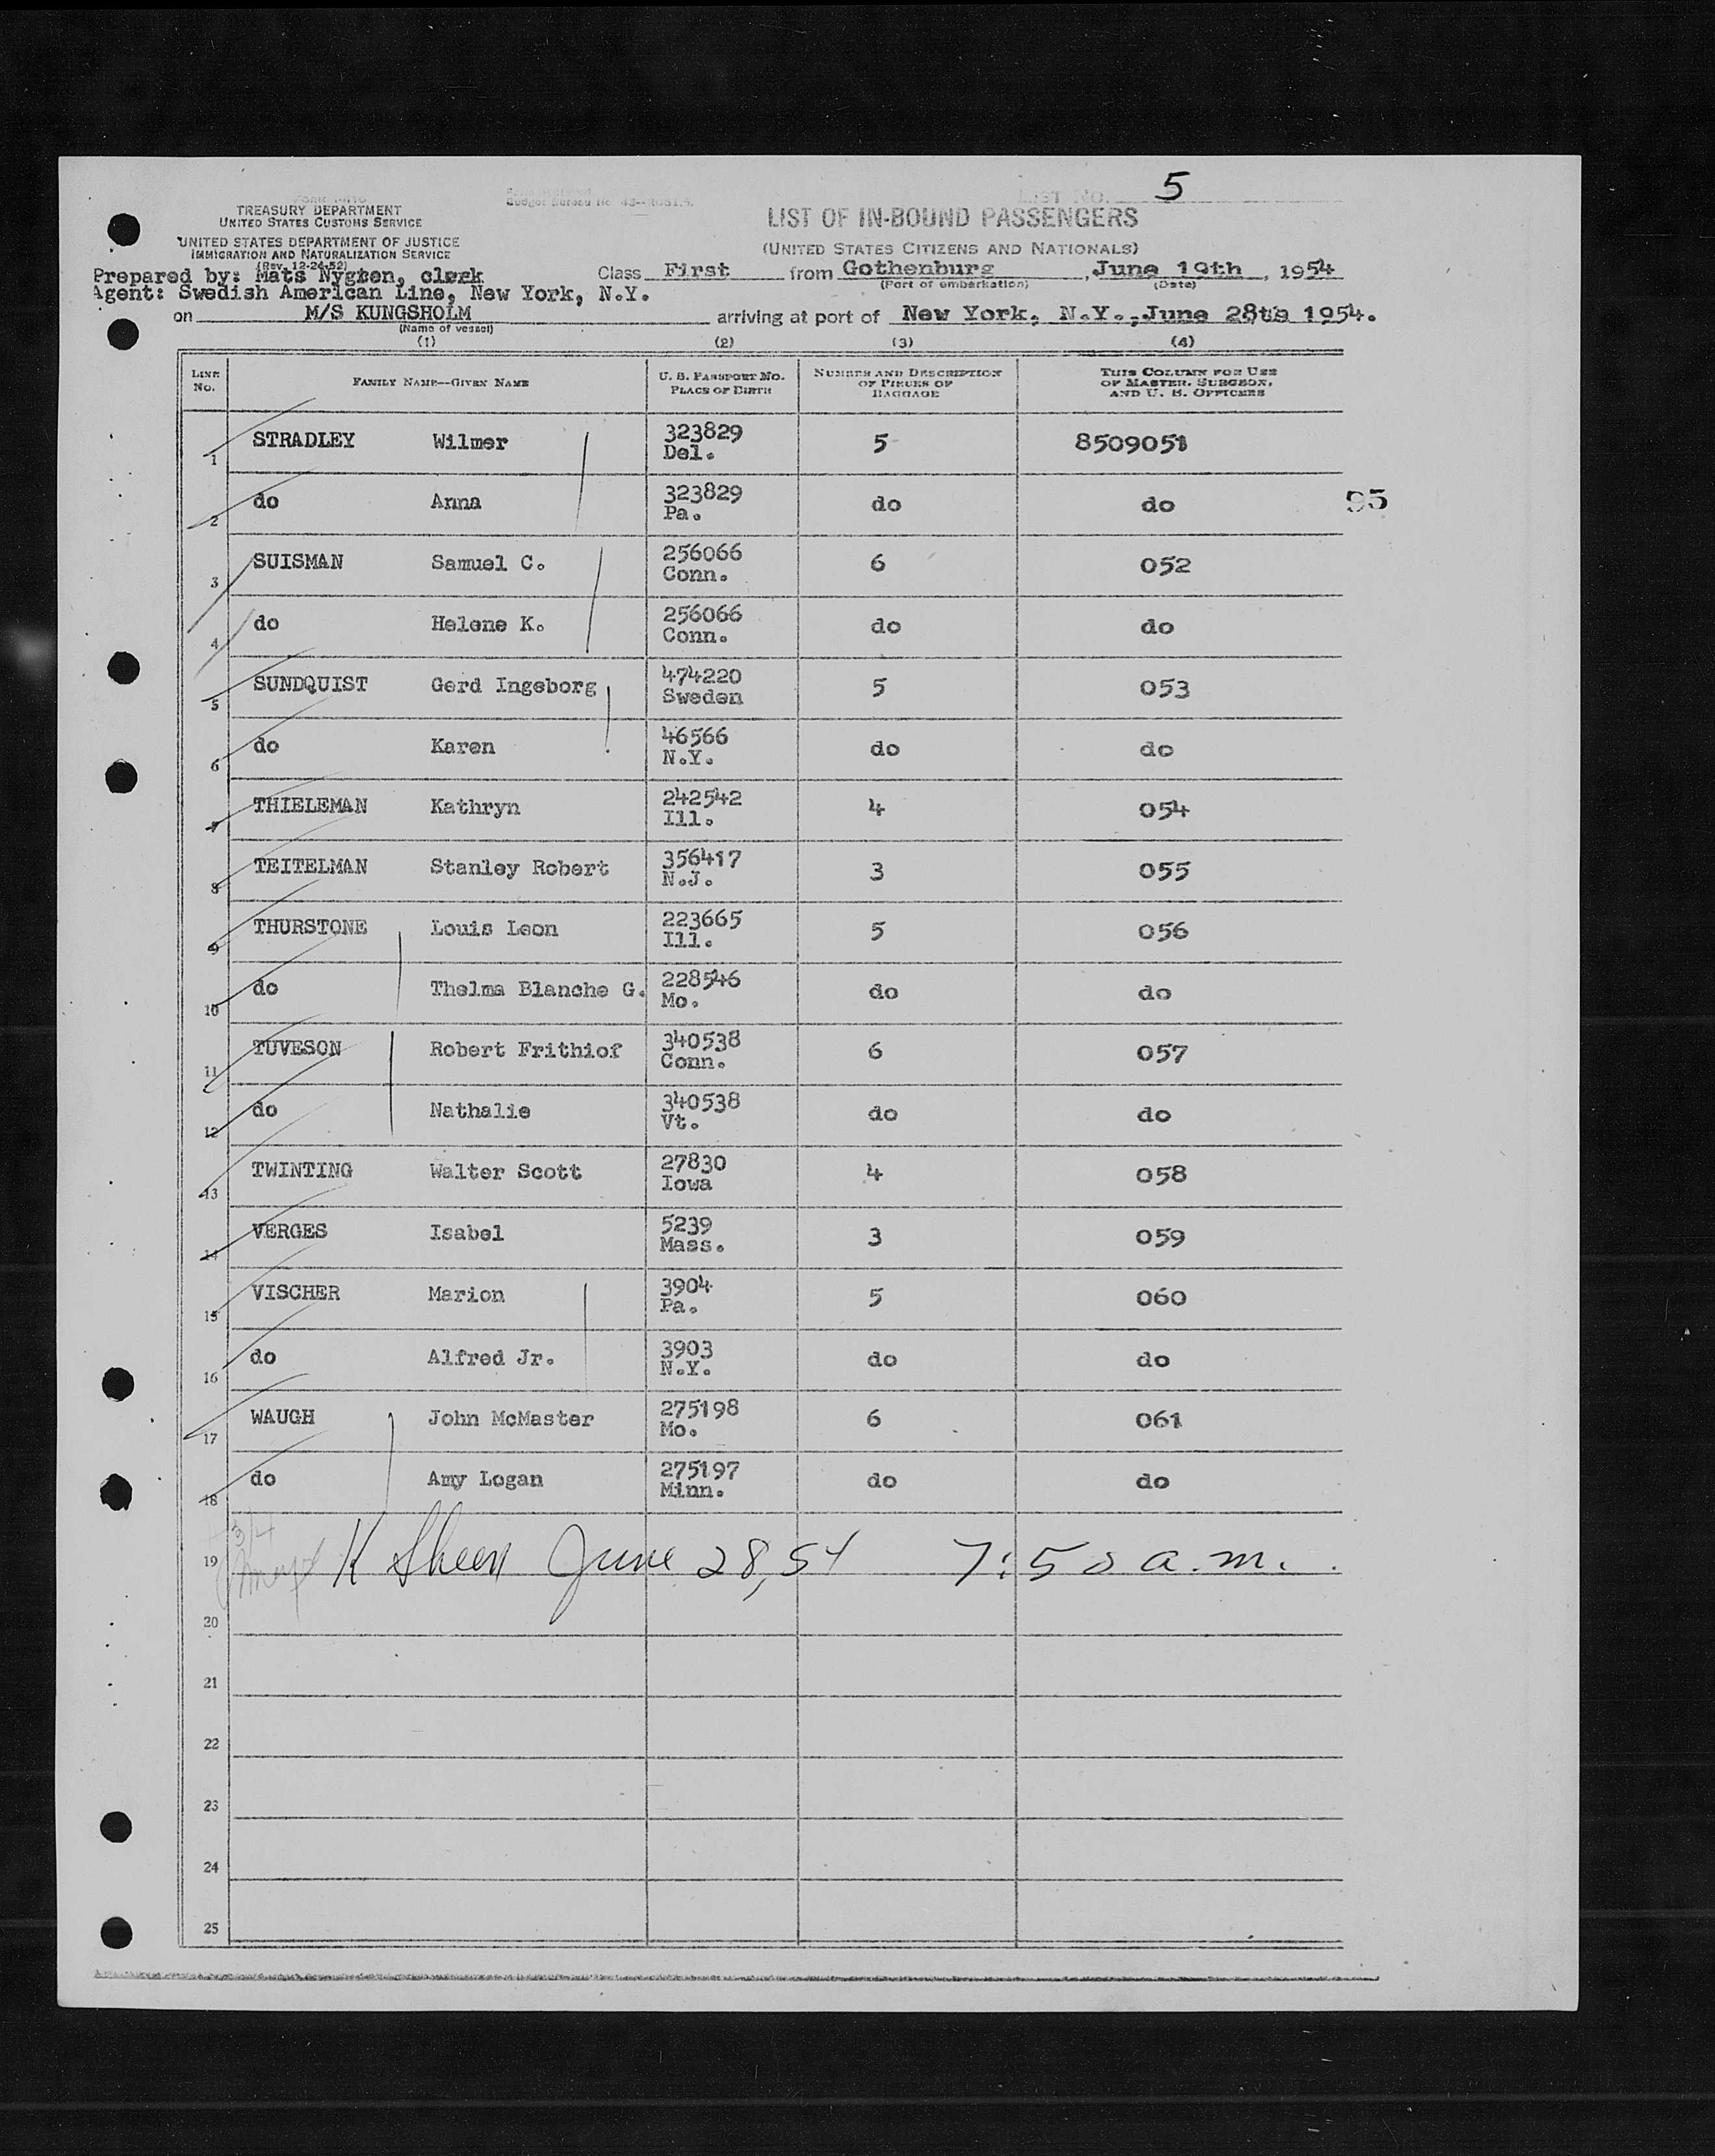 5
TREASURY DEPARTMENT
UNITED STATES CUSTOMS SERVICE
UNITED STATES DEPARTMENT OF JUSTICE
IMMIGRATION AND NATURALIZATION SERVICE
(Rev. 12-24-52)
LIST OF IN-BOUND PASSENGERS
(UNITED STATES CITIZENS AND NATIONALS)
Prepared by: Mats Nygren, clerk
Class First from Gothenburg, June 19th, 1954
(Port of embarkation) (Date)
Agent: Swedish American Line, New York, N.Y.
on M/S KUNGSHOLM arriving at port of New York, N.Y., June 28th 1954.
(Name of vessel)
(1) (2) (3) (4)
LINE No. FAMILY NAME—GIVEN NAME U. S. PASSPORT NO. PLACE OF BIRTH NUMBER AND DESCRIPTION OF PIECES OF BAGGAGE THIS COLUMN FOR USE OF MASTER, SURGEON, AND U. S. OFFICERS
1 STRADLEY Wilmer 323829 Del. 5 8509051
2 do Anna 323829 Pa. do do 95
3 SUISMAN Samuel C. 256066 Conn. 6 052
4 do Helene K. 256066 Conn. do do
5 SUNDQUIST Gerd Ingeborg 474220 Sweden 5 053
6 do Karen 46566 N.Y. do do
7 THIELEMAN Kathryn 242542 Ill. 4 054
8 TEITELMAN Stanley Robert 356417 N.J. 3 055
9 THURSTONE Louis Leon 223665 Ill. 5 056
10 do Thelma Blanche G. 228546 Mo. do do
11 TUVESON Robert Frithiof 340538 Conn. 6 057
12 do Nathalie 340538 Vt. do do
13 TWINTING Walter Scott 27830 Iowa 4 058
14 VERGES Isabel 5239 Mass. 3 059
15 VISCHER Marion 3904 Pa. 5 060
16 do Alfred Jr. 3903 N.Y. do do
17 WAUGH John McMaster 275198 Mo. 6 061
18 do Amy Logan 275197 Minn. do do
19 K Sheen June 28, 54 7:55 a.m.
20
21
22
23
24
25